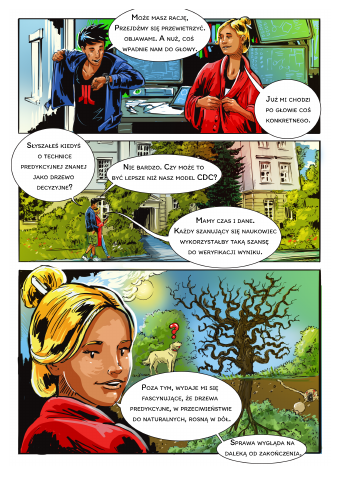 Może masz rację,
Przejdźmy się przewietrzyć.
objawami. A nuż, coś
wpadnie nam do głowy.
Już mi chodzi
po głowie coś
konkretnego.
Słyszałeś kiedyś
o technice
predykcyjnej znanej
jako drzewo
decyzyjne?
Nie bardzo. Czy może to
być lepsze niż nasz model CDC?
Mamy czas i dane.
Każdy szanujący się naukowiec
wykorzystałby taką szansę
do weryfikacji wyniku.
?
Poza tym, wydaje mi się
fascynujące, że drzewa
predykcyjne, w przeciwieństwie
do naturalnych, rosną w dół.
Sprawa wygląda na
daleką od zakończenia.